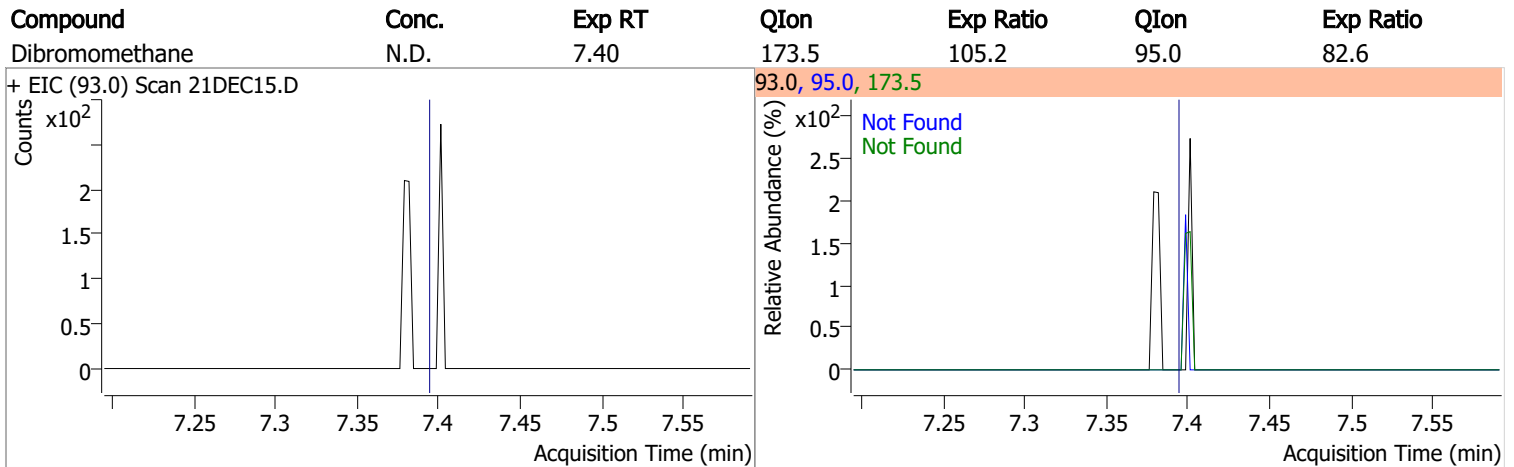 Compound Conc. Exp RT QIon Exp Ratio QIon Exp Ratio
Dibromomethane N.D. 7.40 173.5 105.2 95.0 82.6
+ EIC (93.0) Scan 21DEC15.D
Counts
x10²
2
1.5
1
0.5
0
7.25 7.3 7.35 7.4 7.45 7.5 7.55
Acquisition Time (min)
93.0, 95.0, 173.5
Relative Abundance (%)
x10²
Not Found
Not Found
2.5
2
1.5
1
0.5
0
7.25 7.3 7.35 7.4 7.45 7.5 7.55
Acquisition Time (min)